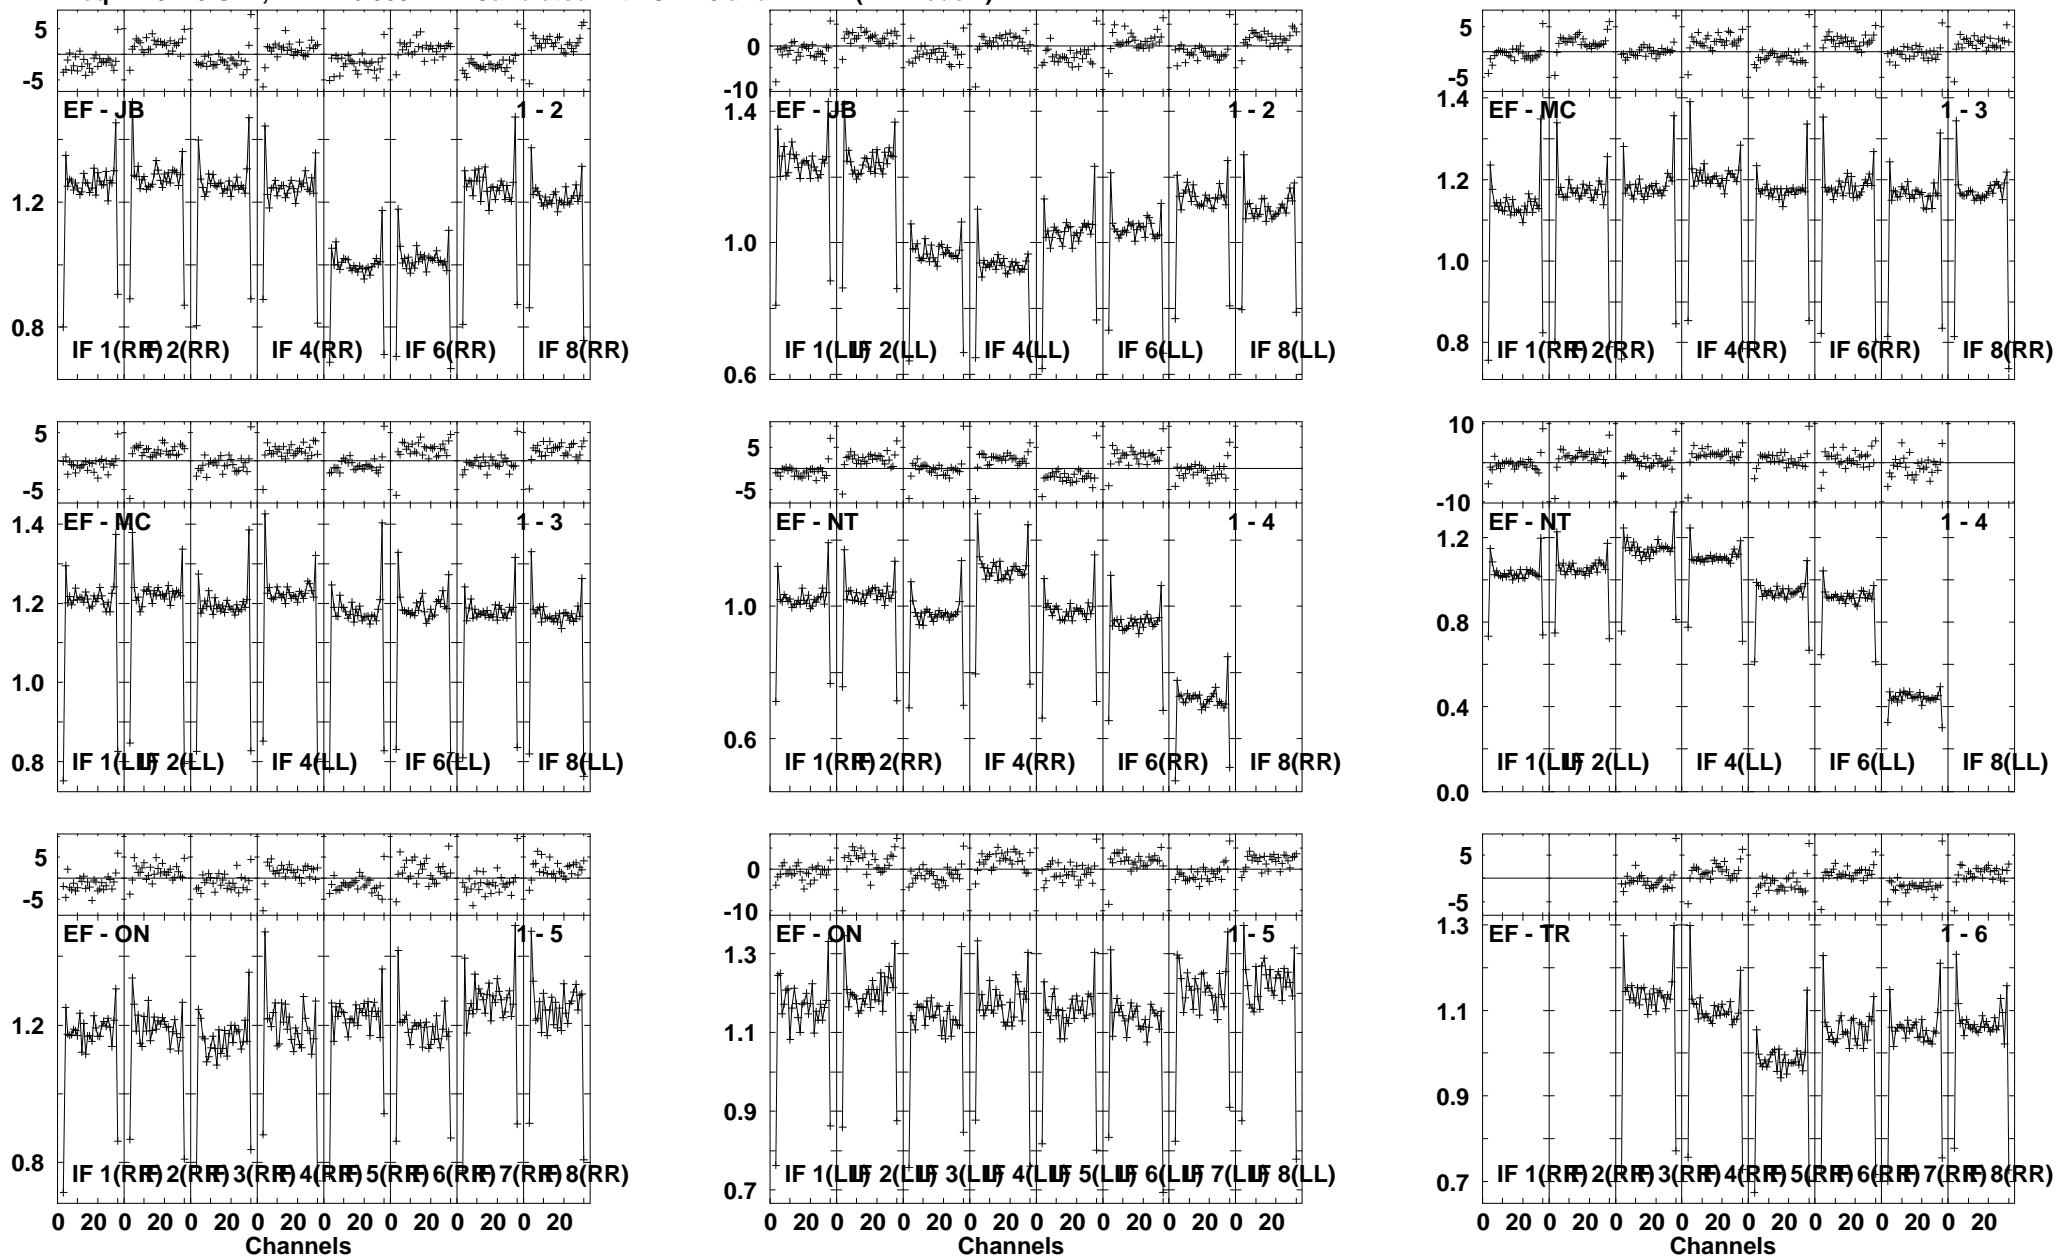 5
-5
EF - JB
1 - 2
1.2
0.8
IF 1(RR)
IF 2(RR)
IF 4(RR)
IF 6(RR)
IF 8(RR)
0
-10
EF - JB
1 - 2
1.4
1.0
0.6
IF 1(LL)
IF 2(LL)
IF 4(LL)
IF 6(LL)
IF 8(LL)
5
-5
EF - MC
1 - 3
1.4
1.2
1.0
0.8
IF 1(RR)
IF 2(RR)
IF 4(RR)
IF 6(RR)
IF 8(RR)
5
-5
EF - MC
1 - 3
1.4
1.2
1.0
0.8
IF 1(LL)
IF 2(LL)
IF 4(LL)
IF 6(LL)
IF 8(LL)
5
-5
EF - NT
1 - 4
1.0
0.6
IF 1(RR)
IF 2(RR)
IF 4(RR)
IF 6(RR)
IF 8(RR)
10
-10
EF - NT
1 - 4
1.2
0.8
0.4
0.0
IF 1(LL)
IF 2(LL)
IF 4(LL)
IF 6(LL)
IF 8(LL)
5
-5
EF - ON
1 - 5
1.2
0.8
IF 1(RR)
IF 2(RR)
IF 3(RR)
IF 4(RR)
IF 5(RR)
IF 6(RR)
IF 7(RR)
IF 8(RR)
0 20 0 20 0 20 0 20 0 20 0 20 0 20 0 20
Channels
0
-10
EF - ON
1 - 5
1.3
1.1
0.9
0.7
IF 1(LL)
IF 2(LL)
IF 3(LL)
IF 4(LL)
IF 5(LL)
IF 6(LL)
IF 7(LL)
IF 8(LL)
0 20 0 20 0 20 0 20 0 20 0 20 0 20 0 20
Channels
5
-5
EF - TR
1 - 6
1.3
1.1
0.9
0.7
IF 1(RR)
IF 2(RR)
IF 3(RR)
IF 4(RR)
IF 5(RR)
IF 6(RR)
IF 7(RR)
IF 8(RR)
0 20 0 20 0 20 0 20 0 20 0 20 0 20 0 20
Channels